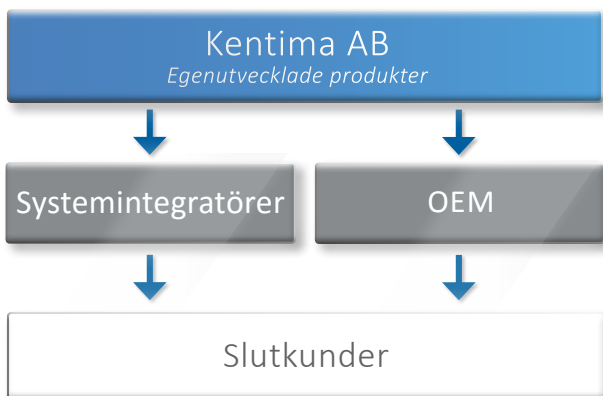 Kentima AB
Egenutvecklade produkter
Systemintegratörer
OEM
Slutkunder